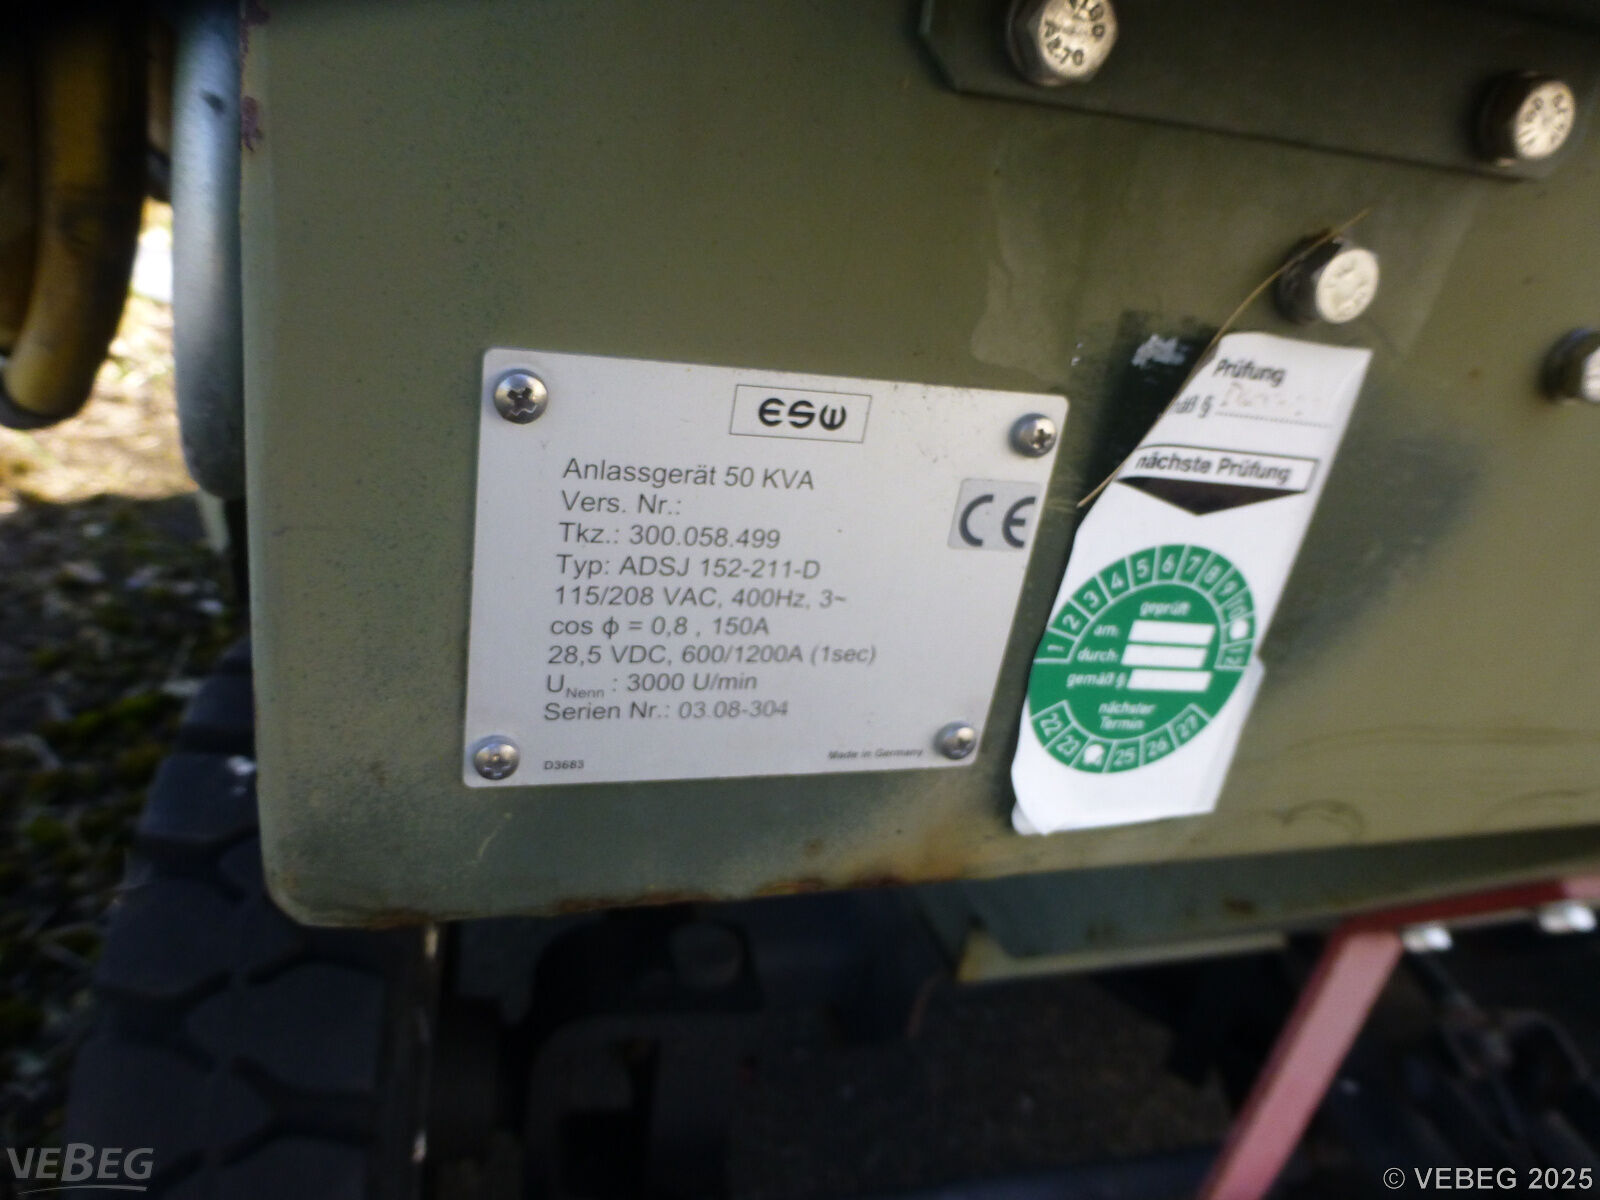 ESW
Anlassgerät 50 KVA
Vers. Nr.:
Tkz.: 300.058.499
Typ: ADSJ 152-211-D
115/208 VAC, 400Hz, 3~
cos ϕ = 0,8 , 150A
28,5 VDC, 600/1200A (1sec)
UNenn : 3000 U/min
Serien Nr.: 03.08-304
D3683
Made in Germany
CE
Prüfung
§
nächste Prüfung
1 2 3 4 5 6 7 8 9 10 12
geprüft
am:
durch:
gemäß §
nächster
Termin
22 23 25 26 27
VEBEG
© VEBEG 2025